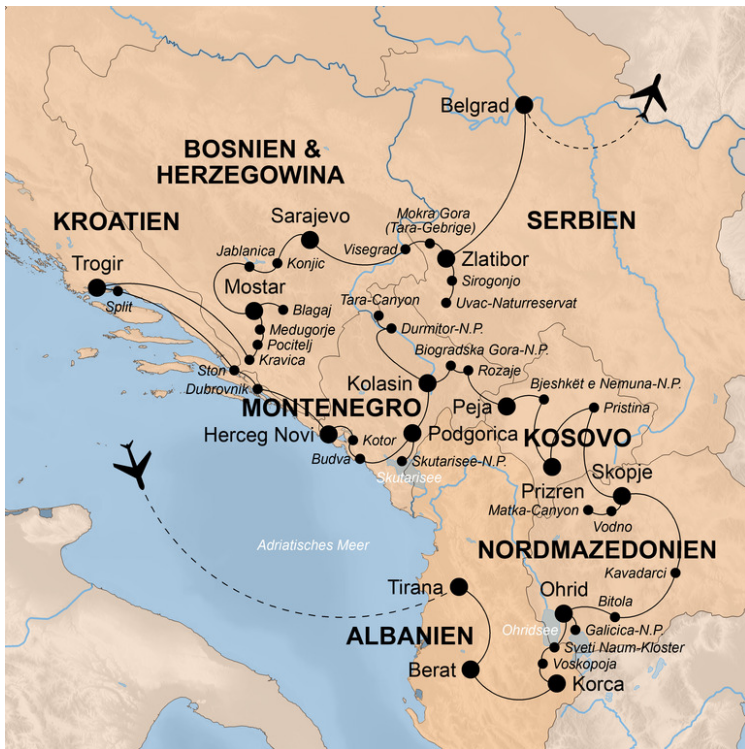 Belgrad
BOSNIEN &
HERZEGOWINA
KROATIEN
SERBIEN
Sarajevo
Mokra Gora
(Tara-Gebrige)
Visegrad
Jablanica
Konjic
Zlatibor
Trogir
Split
Sirogonjo
Mostar
Blagaj
Uvac-Naturreservat
Tara-Canyon
Medugorje
Durmitor-N.P.
Pocitelj
Kravica
Biogradska Gora-N.P.
Ston
Rozaje
Kolasin
Bjeshkët e Nemuna-N.P.
Dubrovnik
MONTENEGRO
Peja
Pristina
Herceg Novi
Kotor
Podgorica
KOSOVO
Budva
Skutarisee-N.P.
Skutarisee
Skopje
Prizren
Matka-Canyon
Vodno
Adriatisches Meer
NORDMAZEDONIEN
Kavadarci
Tirana
Ohrid
Bitola
Ohridsee
Galicica-N.P.
ALBANIEN
Sveti Naum-Kloster
Voskopoja
Berat
Korca